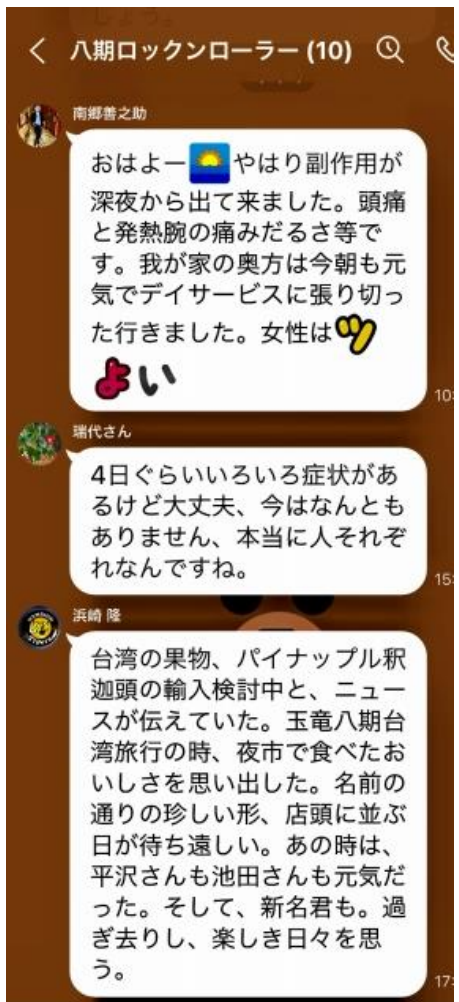 八期ロックンローラー (10)
南郷善之助
おはよー やはり副作用が
深夜から出て来ました。頭痛
と発熱腕の痛みだるさ等で
す。我が家の奥方は今朝も元
気でデイサービスに張り切っ
た行きました。女性はツ
よい
10:
瑞代さん
4日ぐらいいろいろ症状があ
るけど大丈夫、今はなんとも
ありません、本当に人それぞ
れなんですね。
15:
浜崎 隆
台湾の果物、パイナップル釈
迦頭の輸入検討中と、ニュー
スが伝えていた。玉竜八期台
湾旅行の時、夜市で食べたお
いしさを思い出した。名前の
通りの珍しい形、店頭に並ぶ
日が待ち遠しい。あの時は、
平沢さんも池田さんも元気だ
った。そして、新名君も。過
ぎ去りし、楽しき日々を思
う。
17: